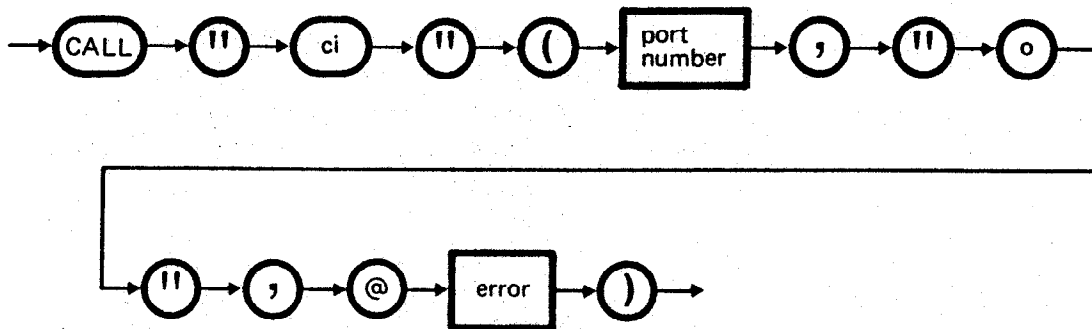 CALL " ci " ( port number , " o
" , @ error )